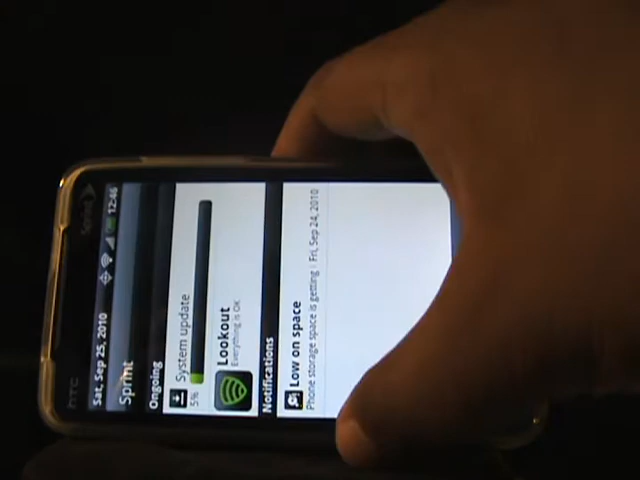 hTC
Sprint
Sat, Sep 25, 2010
12:46
Sprint
Ongoing
System update
5%
Lookout
Everything is OK
Notifications
Low on space
Phone storage space is getting l
Fri, Sep 24, 2010